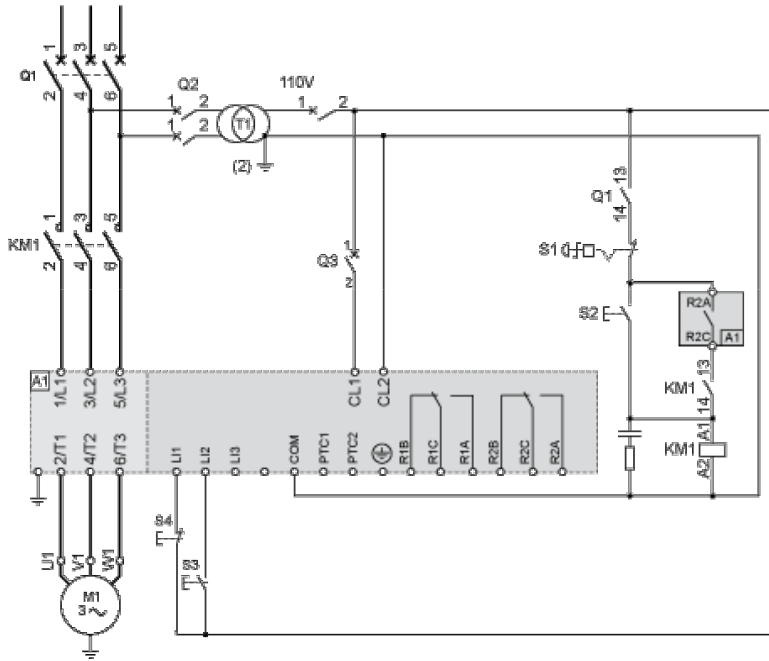 1 3 5
Q1
2 4 6
Q2
1 2
1 2
T1
(2)
110V
1 2
13
Q1
14
S1
KM1
1 3 5
2 4 6
1
Q3
2
S2
R2A
R2C A1
13
KM1
14
A1
KM1
A2
A1
1/L1 3/L2 5/L3 CL1 CL2
2/T1 4/T2 6/T3 LI1 LI2 LI3 COM PTC1 PTC2 R1B R1C R1A R2B R2C R2A
S3
U1 V1 W1
M1
3